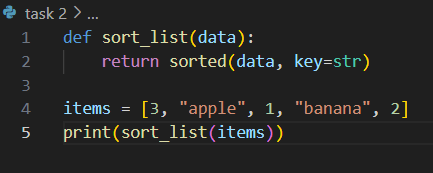 task 2 > ...
1 def sort_list(data):
2     return sorted(data, key=str)
3
4 items = [3, "apple", 1, "banana", 2]
5 print(sort_list(items))